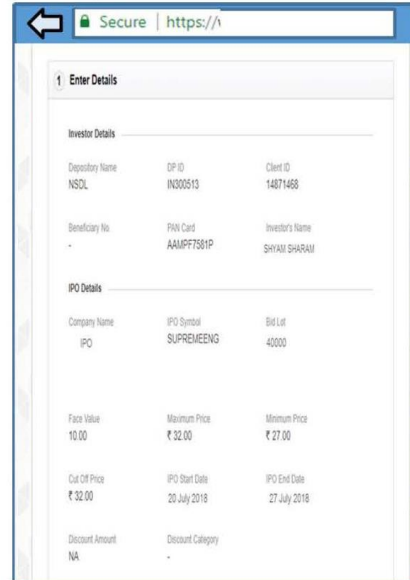 Secure | https://
1 Enter Details
Investor Details
Depository Name DP ID Client ID
NSDL IN300513 14871468
Beneficiary No. PAN Card Investor's Name
- AAMPF7581P SHYAM SHARAM
IPO Details
Company Name IPO Symbol Bid Lot
IPO SUPREMEENG 40000
Face Value Maximum Price Minimum Price
10.00 ₹ 32.00 ₹ 27.00
Cut Off Price IPO Start Date IPO End Date
₹ 32.00 20 July 2018 27 July 2018
Discount Amount Discount Category
NA -